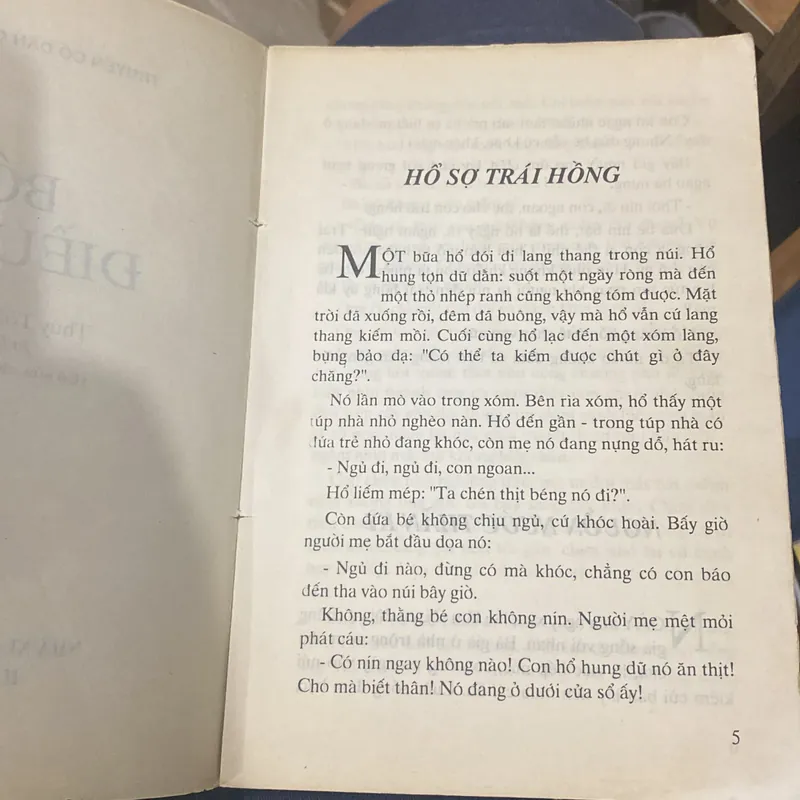 HỔ SỢ TRÁI HỒNG
MỘT bữa hổ đói đi lang thang trong núi. Hổ
hung tợn dữ dằn: suốt một ngày ròng mà đến
một thỏ nhép ranh cũng không tóm được. Mặt
trời đã xuống rồi, đêm đã buông, vậy mà hổ vẫn cứ lang
thang kiếm mồi. Cuối cùng hổ lạc đến một xóm làng,
bụng bảo dạ: "Có thể ta kiếm được chút gì ở đây
chăng?".
Nó lần mò vào trong xóm. Bên rìa xóm, hổ thấy một
túp nhà nhỏ nghèo nàn. Hổ đến gần - trong túp nhà có
đứa trẻ nhỏ đang khóc, còn mẹ nó đang nựng dỗ, hát ru:
- Ngủ đi, ngủ đi, con ngoan...
Hổ liếm mép: "Ta chén thịt béng nó đi?".
Còn đứa bé không chịu ngủ, cứ khóc hoài. Bấy giờ
người mẹ bắt đầu dọa nó:
- Ngủ đi nào, đừng có mà khóc, chẳng có con báo
đến tha vào núi bây giờ.
Không, thằng bé con không nín. Người mẹ mệt mỏi
phát cáu:
- Có nín ngay không nào! Con hổ hung dữ nó ăn thịt!
Cho mà biết thân! Nó đang ở dưới cửa sổ ấy!
5